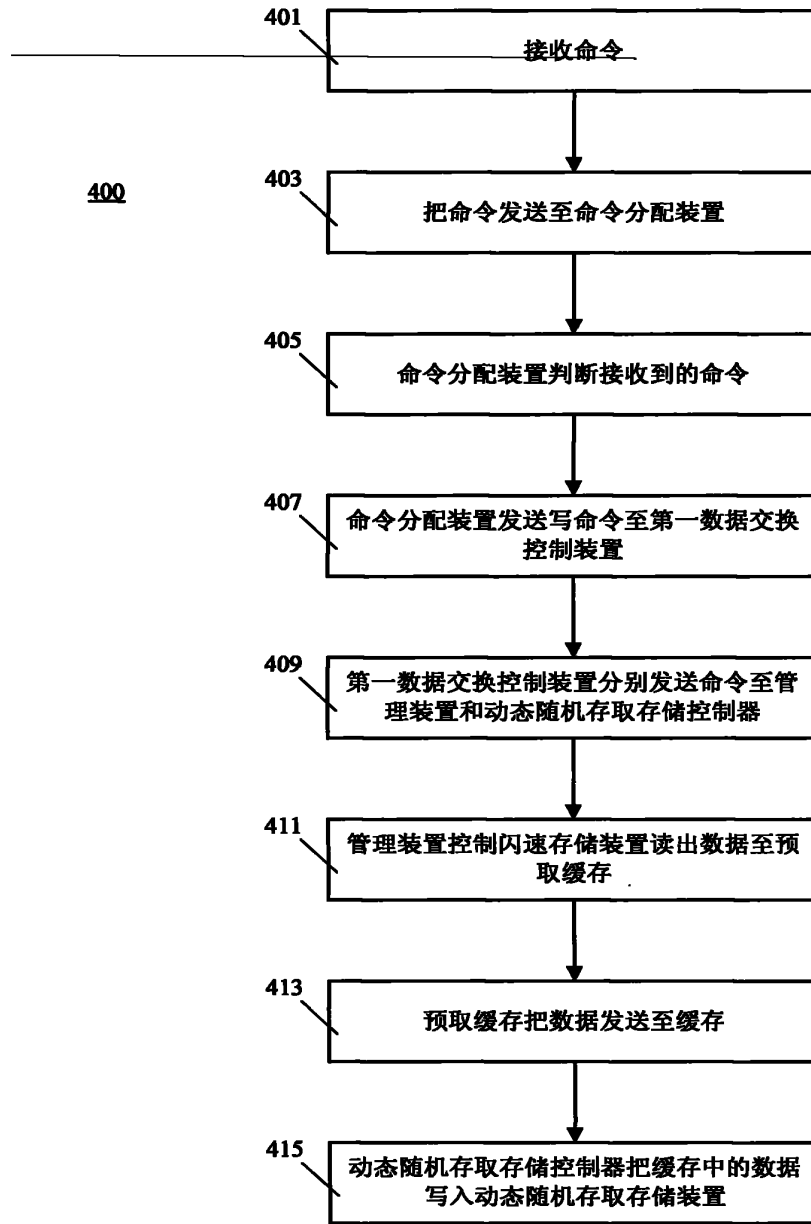 401
接收命令
400
403
把命令发送至命令分配装置
405
命令分配装置判断接收到的命令
407
命令分配装置发送写命令至第一数据交换
控制装置
409
第一数据交换控制装置分别发送命令至管
理装置和动态随机存取存储控制器
411
管理装置控制闪速存储装置读出数据至预
取缓存
413
预取缓存把数据发送至缓存
415
动态随机存取存储控制器把缓存中的数据
写入动态随机存取存储装置